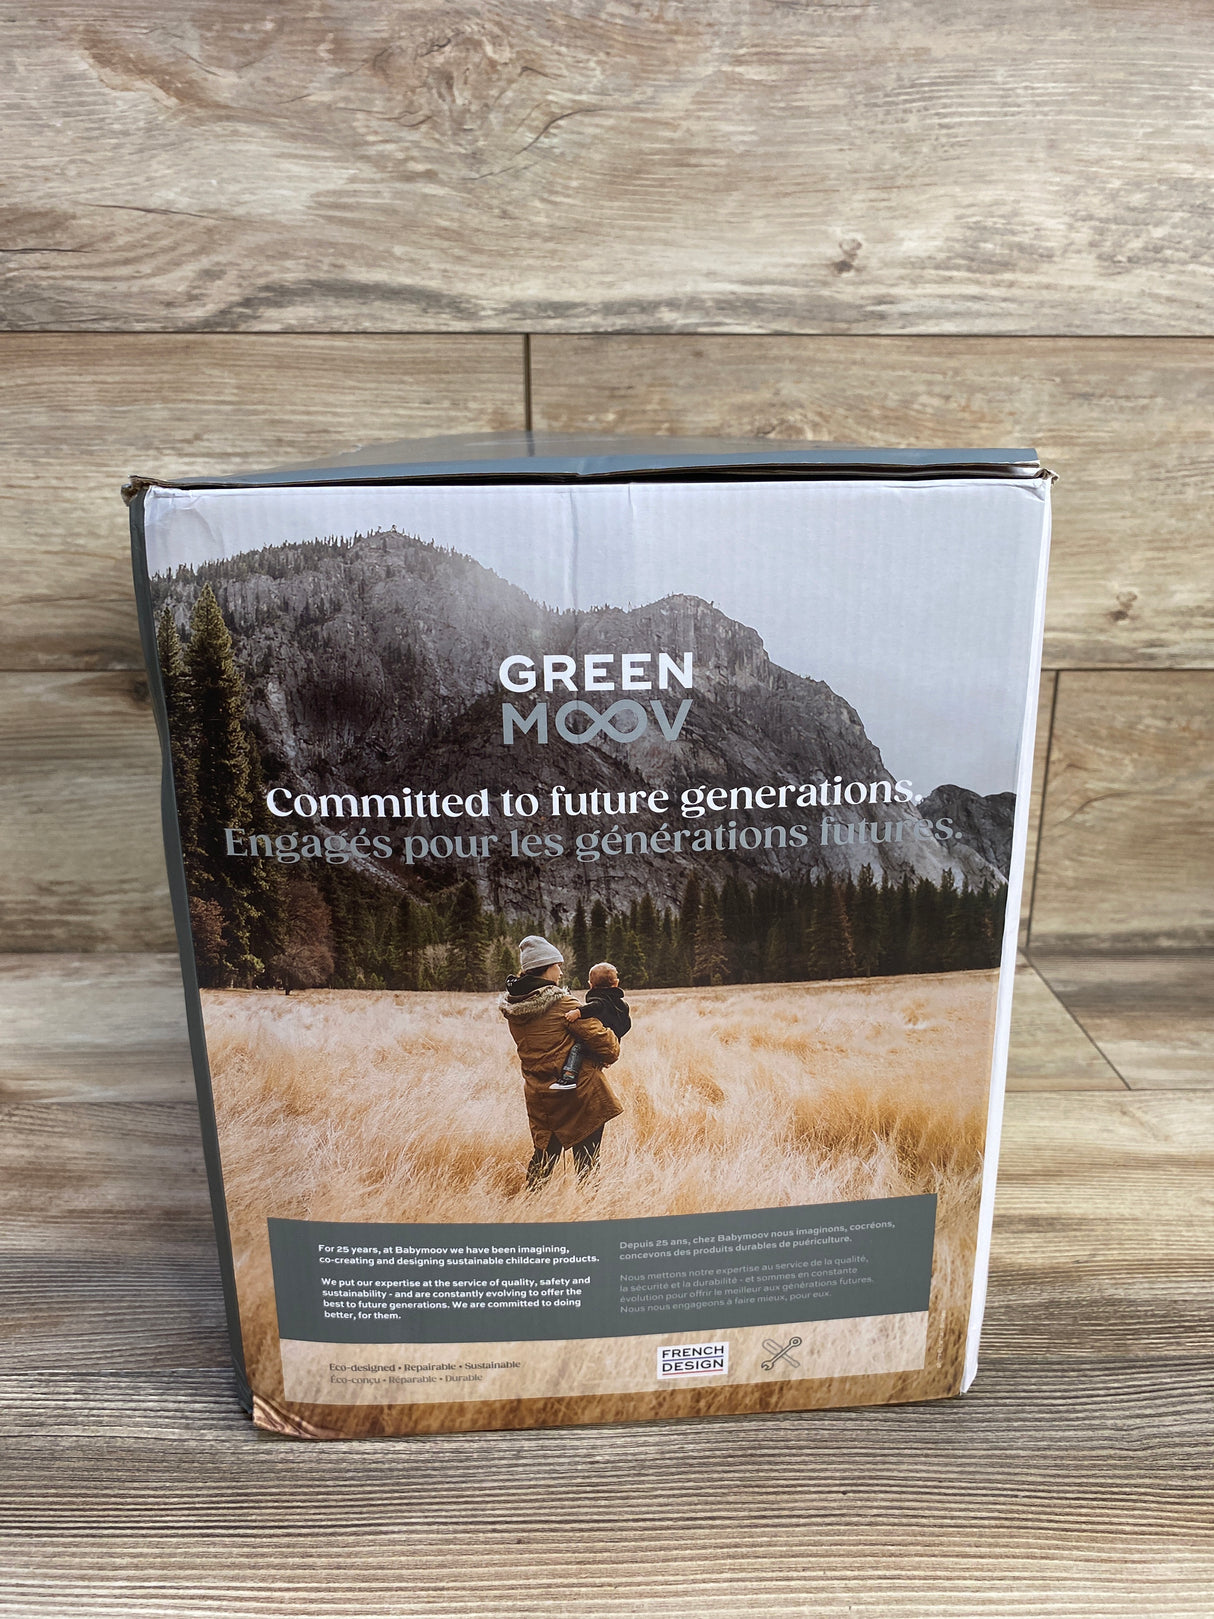 GREEN
MOOV
Committed to future generations.
Engagés pour les générations futures.
For 25 years, at Babymoov we have been imagining,
co-creating and designing sustainable childcare products.
We put our expertise at the service of quality, safety and
sustainability - and are constantly evolving to offer the
best to future generations. We are committed to doing
better, for them.
Depuis 25 ans, chez Babymoov nous imaginons, cocréons,
concevons des produits durables de puériculture.
Nous mettons notre expertise au service de la qualité,
la sécurité et la durabilité - et sommes en constante
évolution pour offrir le meilleur aux générations futures.
Nous nous engageons à faire mieux, pour eux.
Eco-designed • Repairable • Sustainable
Éco-conçu • Réparable • Durable
FRENCH
DESIGN